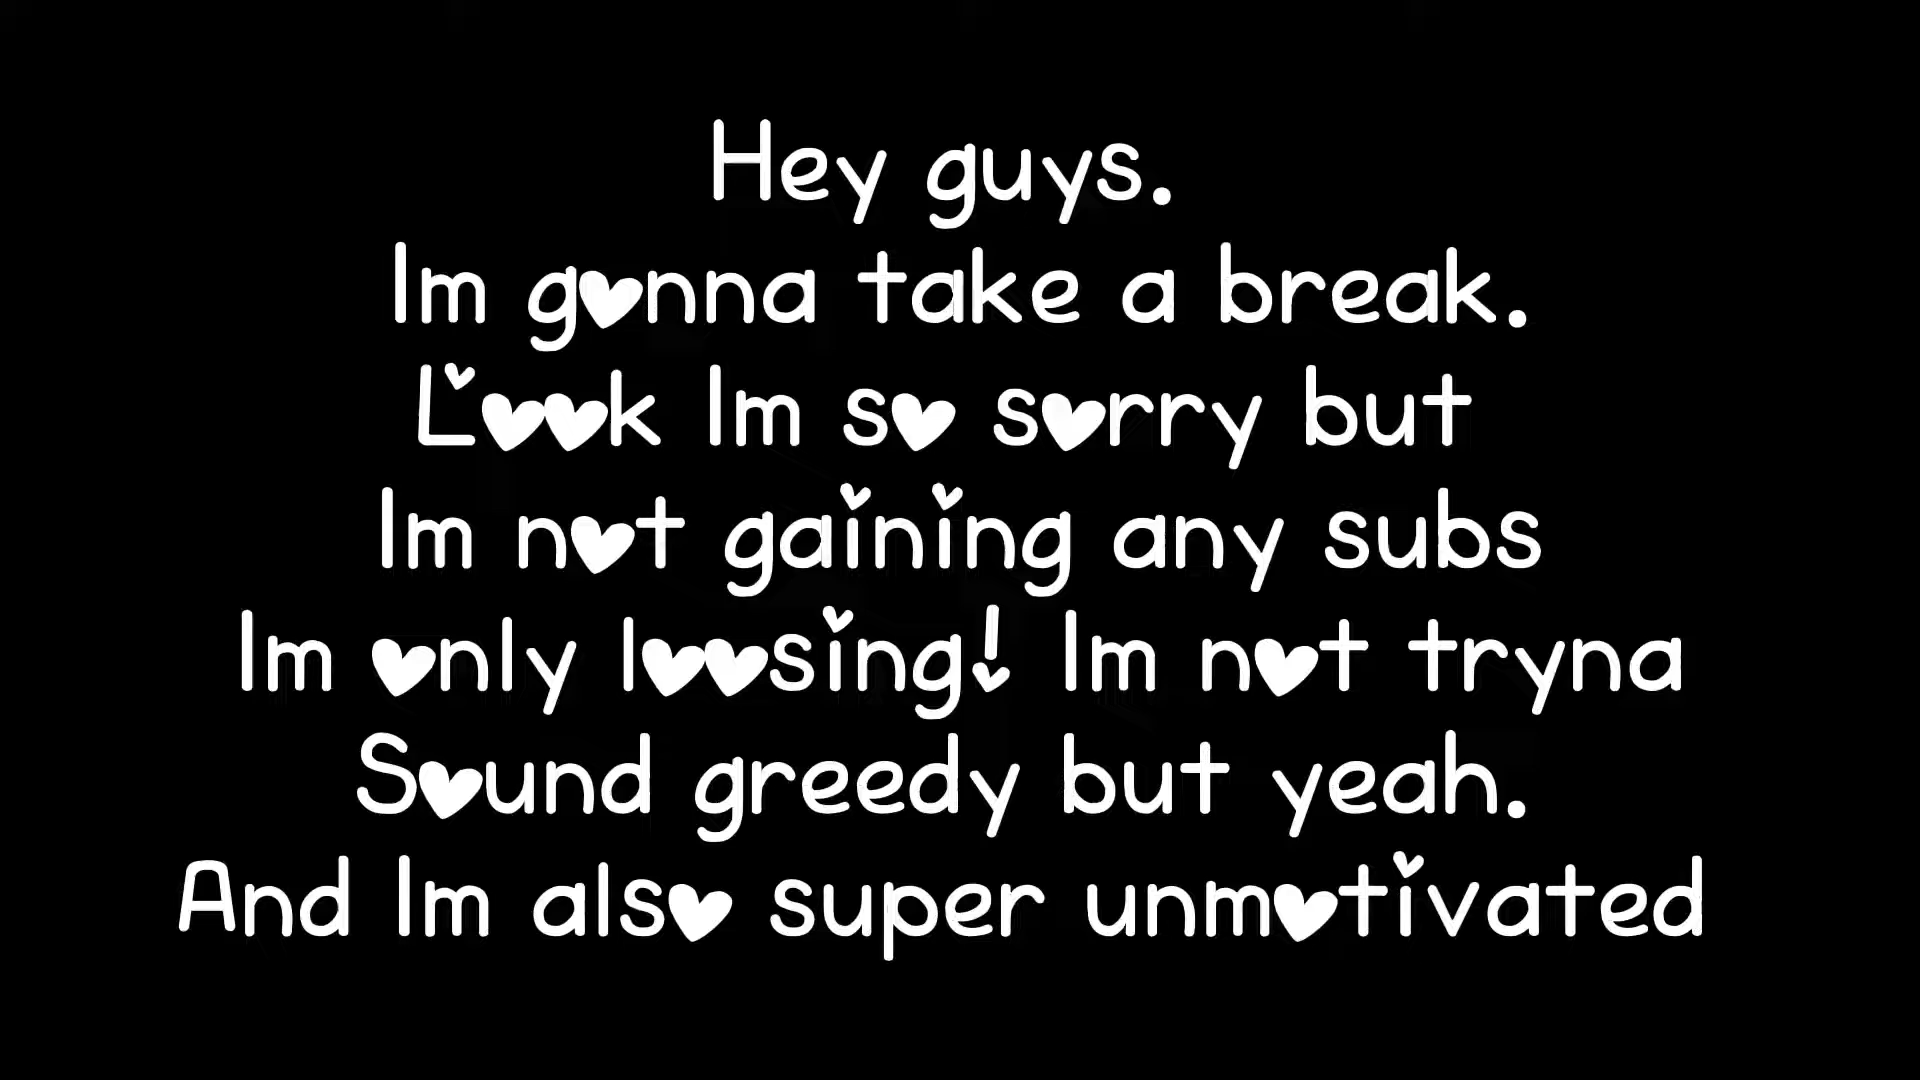 Hey guys.
Im gonna take a break.
Look Im so sorry but
Im not gaining any subs
Im only loosing! Im not tryna
Sound greedy but yeah.
And Im also super unmotivated